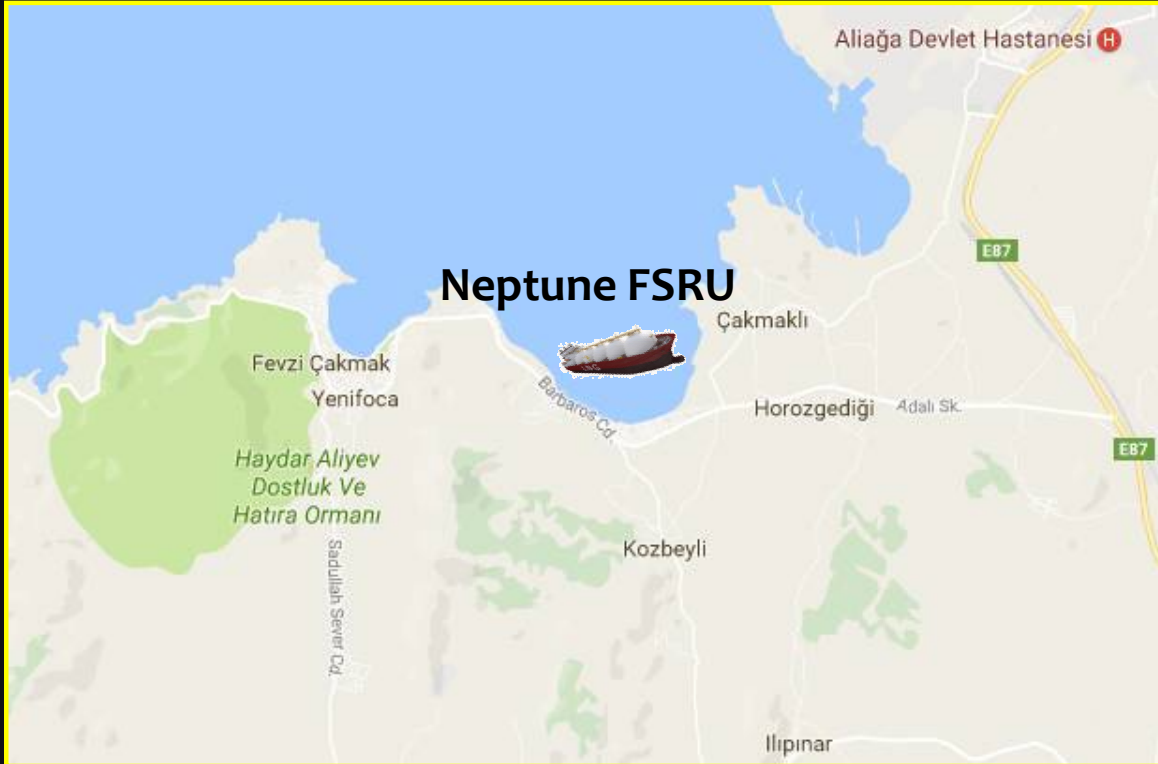 Aliağa Devlet Hastanesi H
E87
Neptune FSRU
Çakmaklı
Fevzi Çakmak
Yenifoca
Barbaros Cd.
Horozgediği
Adalı Sk.
E87
Haydar Aliyev
Dostluk Ve
Hatıra Ormanı
Kozbeyli
Sadullah Sever Cd.
Ilıpınar